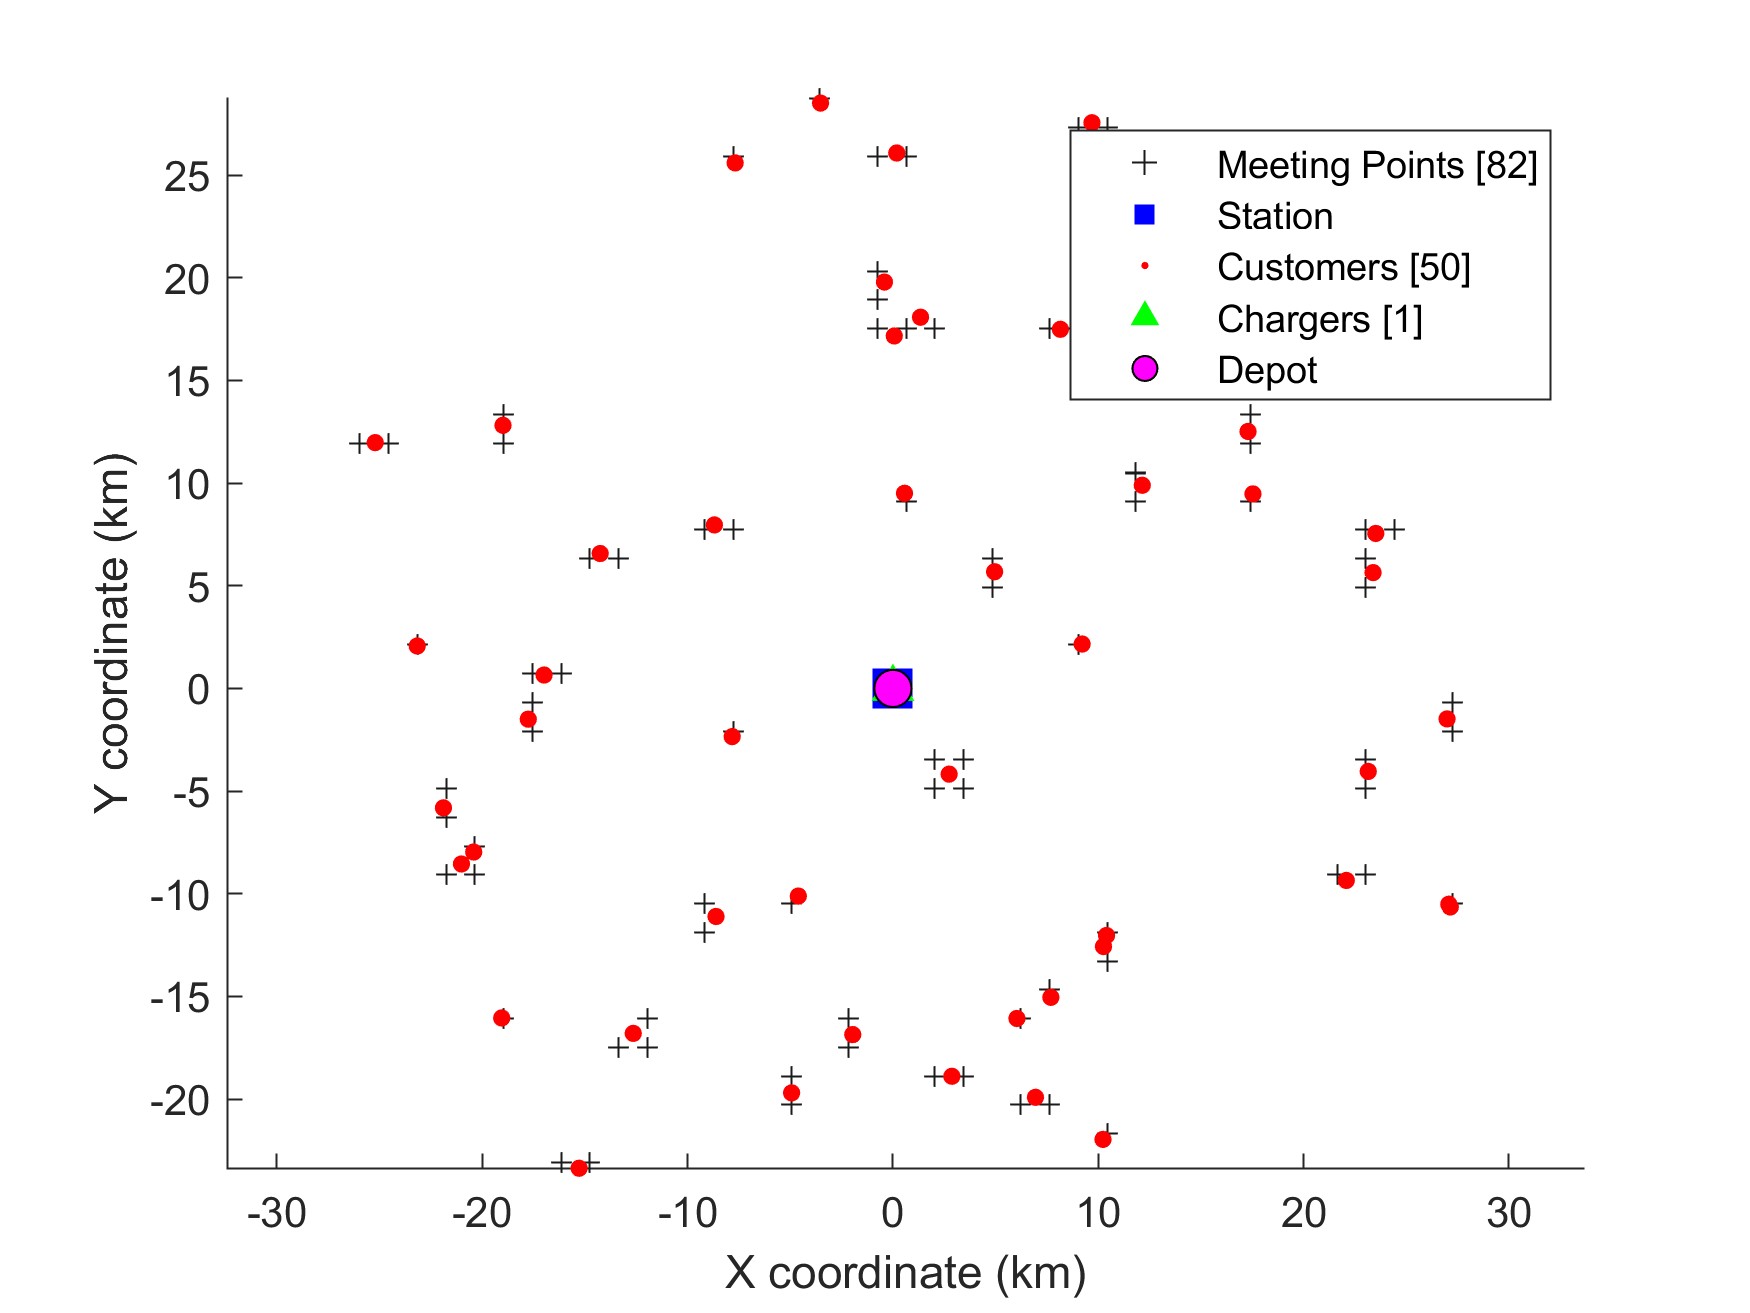 25
20
15
10
5
0
-5
-10
-15
-20
-30
-20
-10
0
10
20
30
X coordinate (km)
Y coordinate (km)
Meeting Points [82]
Station
Customers [50]
Chargers [1]
Depot